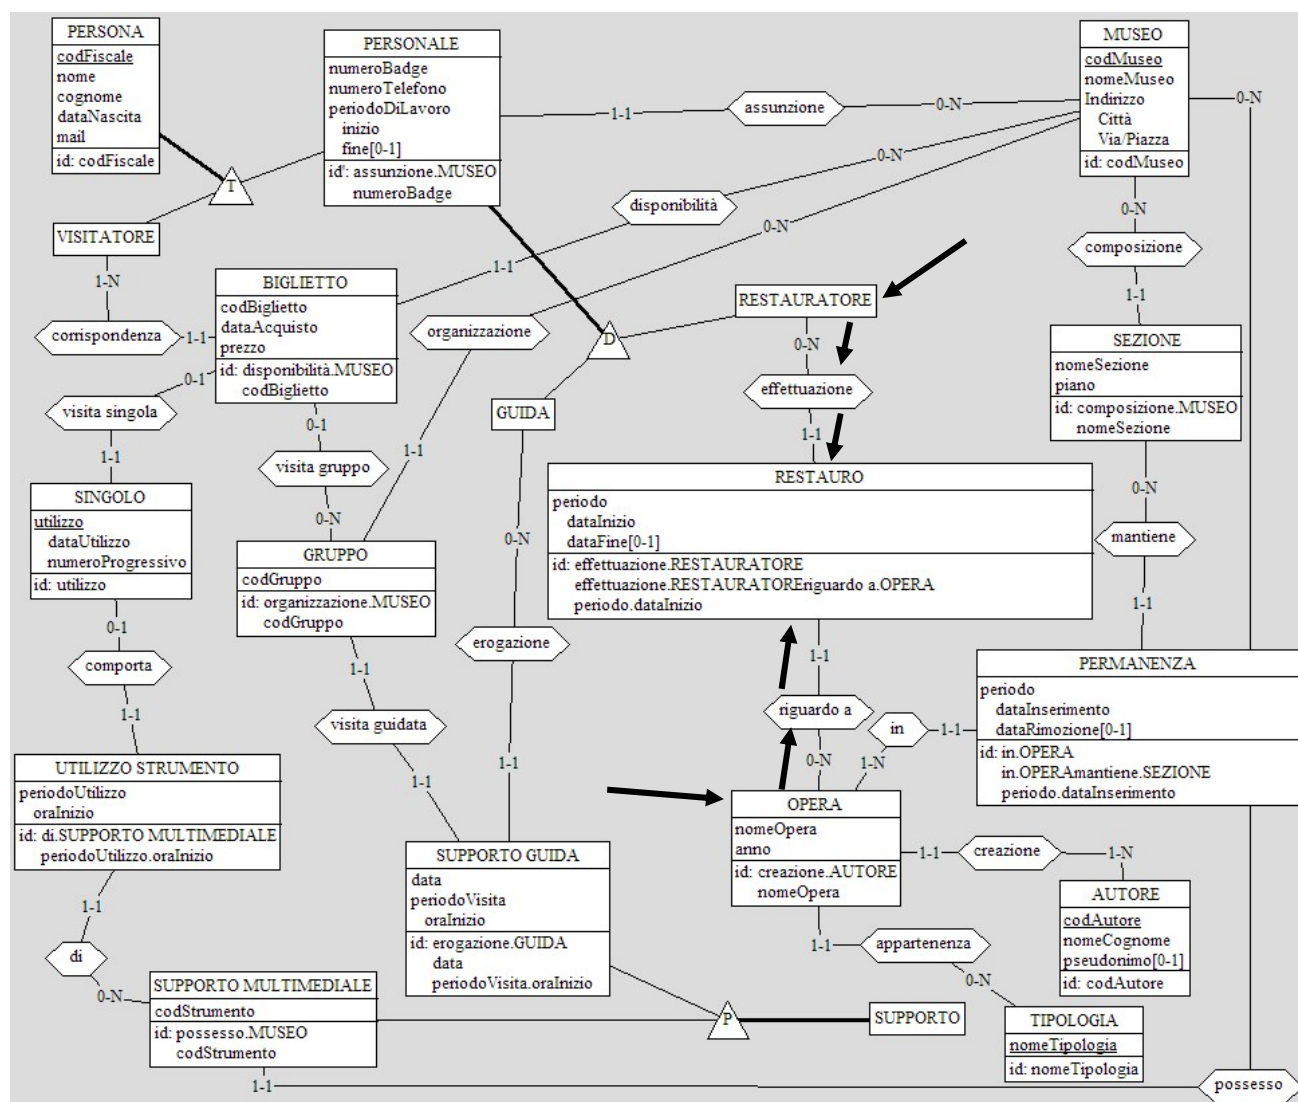 PERSONA
codFiscale
nome
cognome
dataNascita
mail
id: codFiscale
PERSONALE
numeroBadge
numeroTelefono
periodoDiLavoro
inizio
fine[0-1]
id': assunzione.MUSEO
numeroBadge
1-1
assunzione
0-N
MUSEO
codMuseo
nomeMuseo
Indirizzo
Città
Via/Piazza
id: codMuseo
0-N
T
VISITATORE
1-N
corrispondenza
1-1
BIGLIETTO
codBiglietto
dataAcquisto
prezzo
id: disponibilità.MUSEO
codBiglietto
1-1
disponibilità
0-N
organizzazione
0-N
1-1
D
RESTAURATORE
0-N
effettuazione
1-1
0-N
composizione
1-1
SEZIONE
nomeSezione
piano
id: composizione.MUSEO
nomeSezione
0-1
visita singola
1-1
0-1
visita gruppo
0-N
GUIDA
0-N
erogazione
1-1
RESTAURO
periodo
dataInizio
dataFine[0-1]
id: effettuazione.RESTAURATORE
effettuazione.RESTAURATOREriguardo a.OPERA
periodo.dataInizio
0-N
mantiene
1-1
SINGOLO
utilizzo
dataUtilizzo
numeroProgressivo
id: utilizzo
GRUPPO
codGruppo
id: organizzazione.MUSEO
codGruppo
0-1
comporta
1-1
1-1
visita guidata
1-1
1-1
riguardo a
0-N
in
1-1
1-N
PERMANENZA
periodo
dataInserimento
dataRimozione[0-1]
id: in.OPERA
in.OPERAmantiene.SEZIONE
periodo.dataInserimento
UTILIZZO STRUMENTO
periodoUtilizzo
oraInizio
id: di.SUPPORTO MULTIMEDIALE
periodoUtilizzo.oraInizio
OPERA
nomeOpera
anno
id: creazione.AUTORE
nomeOpera
1-1
creazione
1-N
SUPPORTO GUIDA
data
periodoVisita
oraInizio
id: erogazione.GUIDA
data
periodoVisita.oraInizio
AUTORE
codAutore
nomeCognome
pseudonimo[0-1]
id: codAutore
1-1
di
0-N
1-1
appartenenza
0-N
SUPPORTO MULTIMEDIALE
codStrumento
id: possesso.MUSEO
codStrumento
P
SUPPORTO
TIPOLOGIA
nomeTipologia
id: nomeTipologia
1-1
possesso